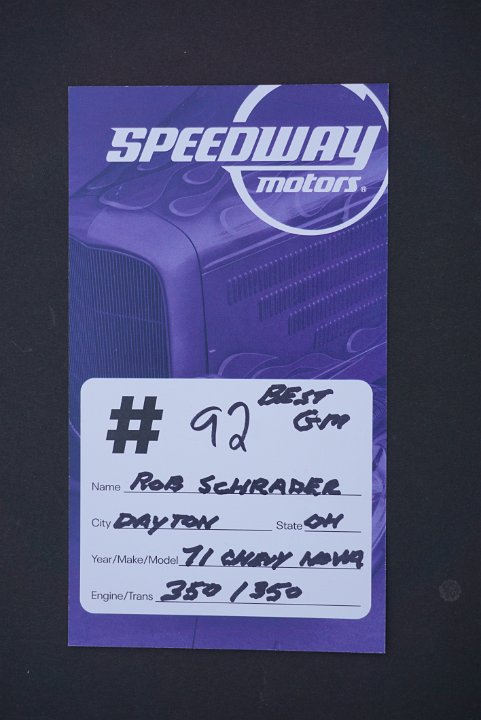 SPEEDWAY
motors®
# 92 BEST
GM
Name ROB SCHRADER
City DAYTON State OH
Year/Make/Model 71 CHEVY NOVA
Engine/Trans 350 / 350